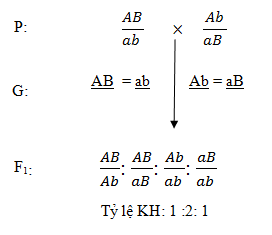 P: AB/ab × Ab/aB
G: AB = ab Ab = aB
F1: AB/Ab: AB/aB: Ab/ab: aB/ab
Tỷ lệ KH: 1 :2: 1